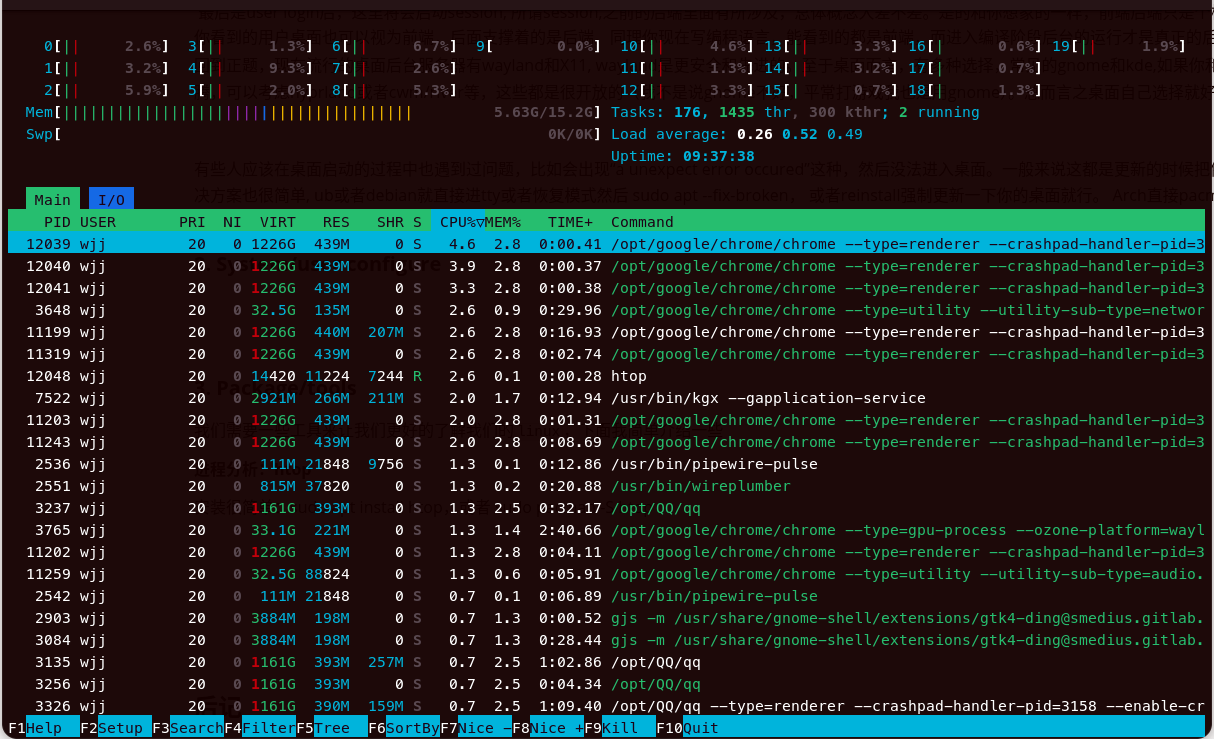 0[|| 2.6%] 3[|| 1.3%] 6[|| 6.7%] 9[ 0.0%] 10[|| 4.6%] 13[|| 3.3%] 16[|| 0.6%] 19[|| 1.9%]
1[|| 3.2%] 4[|| 9.3%] 7[|| 2.6%] 11[|| 1.3%] 14[|| 3.2%] 17[| 0.7%]
2[|| 5.9%] 5[|| 2.0%] 8[|| 5.3%] 12[|| 3.3%] 15[| 0.7%] 18[|| 1.3%]
Mem[||||||||||||||||||||||||||||||||||||||| 5.63G/15.2G] Tasks: 176, 1435 thr, 300 kthr; 2 running
Swp[ 0K/0K] Load average: 0.26 0.52 0.49
Uptime: 09:37:38
Main I/O
PID USER PRI NI VIRT RES SHR S CPU%▽MEM% TIME+ Command
12039 wjj 20 0 1226G 439M 0 S 4.6 2.8 0:00.41 /opt/google/chrome/chrome --type=renderer --crashpad-handler-pid=3
12040 wjj 20 0 1226G 439M 0 S 3.9 2.8 0:00.37 /opt/google/chrome/chrome --type=renderer --crashpad-handler-pid=3
12041 wjj 20 0 1226G 439M 0 S 3.3 2.8 0:00.38 /opt/google/chrome/chrome --type=renderer --crashpad-handler-pid=3
3648 wjj 20 0 32.5G 135M 0 S 2.6 0.9 0:29.96 /opt/google/chrome/chrome --type=utility --utility-sub-type=networ
11199 wjj 20 0 1226G 440M 207M S 2.6 2.8 0:16.93 /opt/google/chrome/chrome --type=renderer --crashpad-handler-pid=3
11319 wjj 20 0 1226G 439M 0 S 2.6 2.8 0:02.74 /opt/google/chrome/chrome --type=renderer --crashpad-handler-pid=3
12048 wjj 20 0 14420 11224 7244 R 2.6 0.1 0:00.28 htop
7522 wjj 20 0 2921M 266M 211M S 2.0 1.7 0:12.94 /usr/bin/kgx --gapplication-service
11203 wjj 20 0 1226G 439M 0 S 2.0 2.8 0:01.31 /opt/google/chrome/chrome --type=renderer --crashpad-handler-pid=3
11243 wjj 20 0 1226G 439M 0 S 2.0 2.8 0:08.69 /opt/google/chrome/chrome --type=renderer --crashpad-handler-pid=3
2536 wjj 20 0 111M 21848 9756 S 1.3 0.1 0:12.86 /usr/bin/pipewire-pulse
2551 wjj 20 0 815M 37820 0 S 1.3 0.2 0:20.88 /usr/bin/wireplumber
3237 wjj 20 0 1161G 393M 0 S 1.3 2.5 0:32.17 /opt/QQ/qq
3765 wjj 20 0 33.1G 221M 0 S 1.3 1.4 2:40.66 /opt/google/chrome/chrome --type=gpu-process --ozone-platform=wayl
11202 wjj 20 0 1226G 439M 0 S 1.3 2.8 0:04.11 /opt/google/chrome/chrome --type=renderer --crashpad-handler-pid=3
11259 wjj 20 0 32.5G 88824 0 S 1.3 0.6 0:05.91 /opt/google/chrome/chrome --type=utility --utility-sub-type=audio.
2542 wjj 20 0 111M 21848 0 S 0.7 0.1 0:06.89 /usr/bin/pipewire-pulse
2903 wjj 20 0 3884M 198M 0 S 0.7 1.3 0:00.52 gjs -m /usr/share/gnome-shell/extensions/gtk4-ding@smedius.gitlab.
3084 wjj 20 0 3884M 198M 0 S 0.7 1.3 0:28.44 gjs -m /usr/share/gnome-shell/extensions/gtk4-ding@smedius.gitlab.
3135 wjj 20 0 1161G 393M 257M S 0.7 2.5 1:02.86 /opt/QQ/qq
3256 wjj 20 0 1161G 393M 0 S 0.7 2.5 0:04.34 /opt/QQ/qq
3326 wjj 20 0 1161G 390M 159M S 0.7 2.5 1:09.40 /opt/QQ/qq --type=renderer --crashpad-handler-pid=3158 --enable-cr
F1Help F2Setup F3SearchF4FilterF5Tree F6SortByF7Nice -F8Nice +F9Kill F10Quit